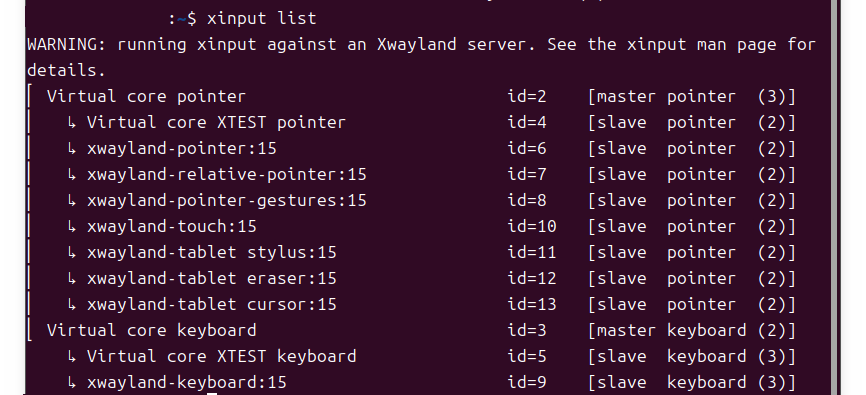 :~$ xinput list
WARNING: running xinput against an Xwayland server. See the xinput man page for
details.
⎡ Virtual core pointer id=2 [master pointer (3)]
⎜ ↳ Virtual core XTEST pointer id=4 [slave pointer (2)]
⎜ ↳ xwayland-pointer:15 id=6 [slave pointer (2)]
⎜ ↳ xwayland-relative-pointer:15 id=7 [slave pointer (2)]
⎜ ↳ xwayland-pointer-gestures:15 id=8 [slave pointer (2)]
⎜ ↳ xwayland-touch:15 id=10 [slave pointer (2)]
⎜ ↳ xwayland-tablet stylus:15 id=11 [slave pointer (2)]
⎜ ↳ xwayland-tablet eraser:15 id=12 [slave pointer (2)]
⎜ ↳ xwayland-tablet cursor:15 id=13 [slave pointer (2)]
⎣ Virtual core keyboard id=3 [master keyboard (2)]
↳ Virtual core XTEST keyboard id=5 [slave keyboard (3)]
↳ xwayland-keyboard:15 id=9 [slave keyboard (3)]